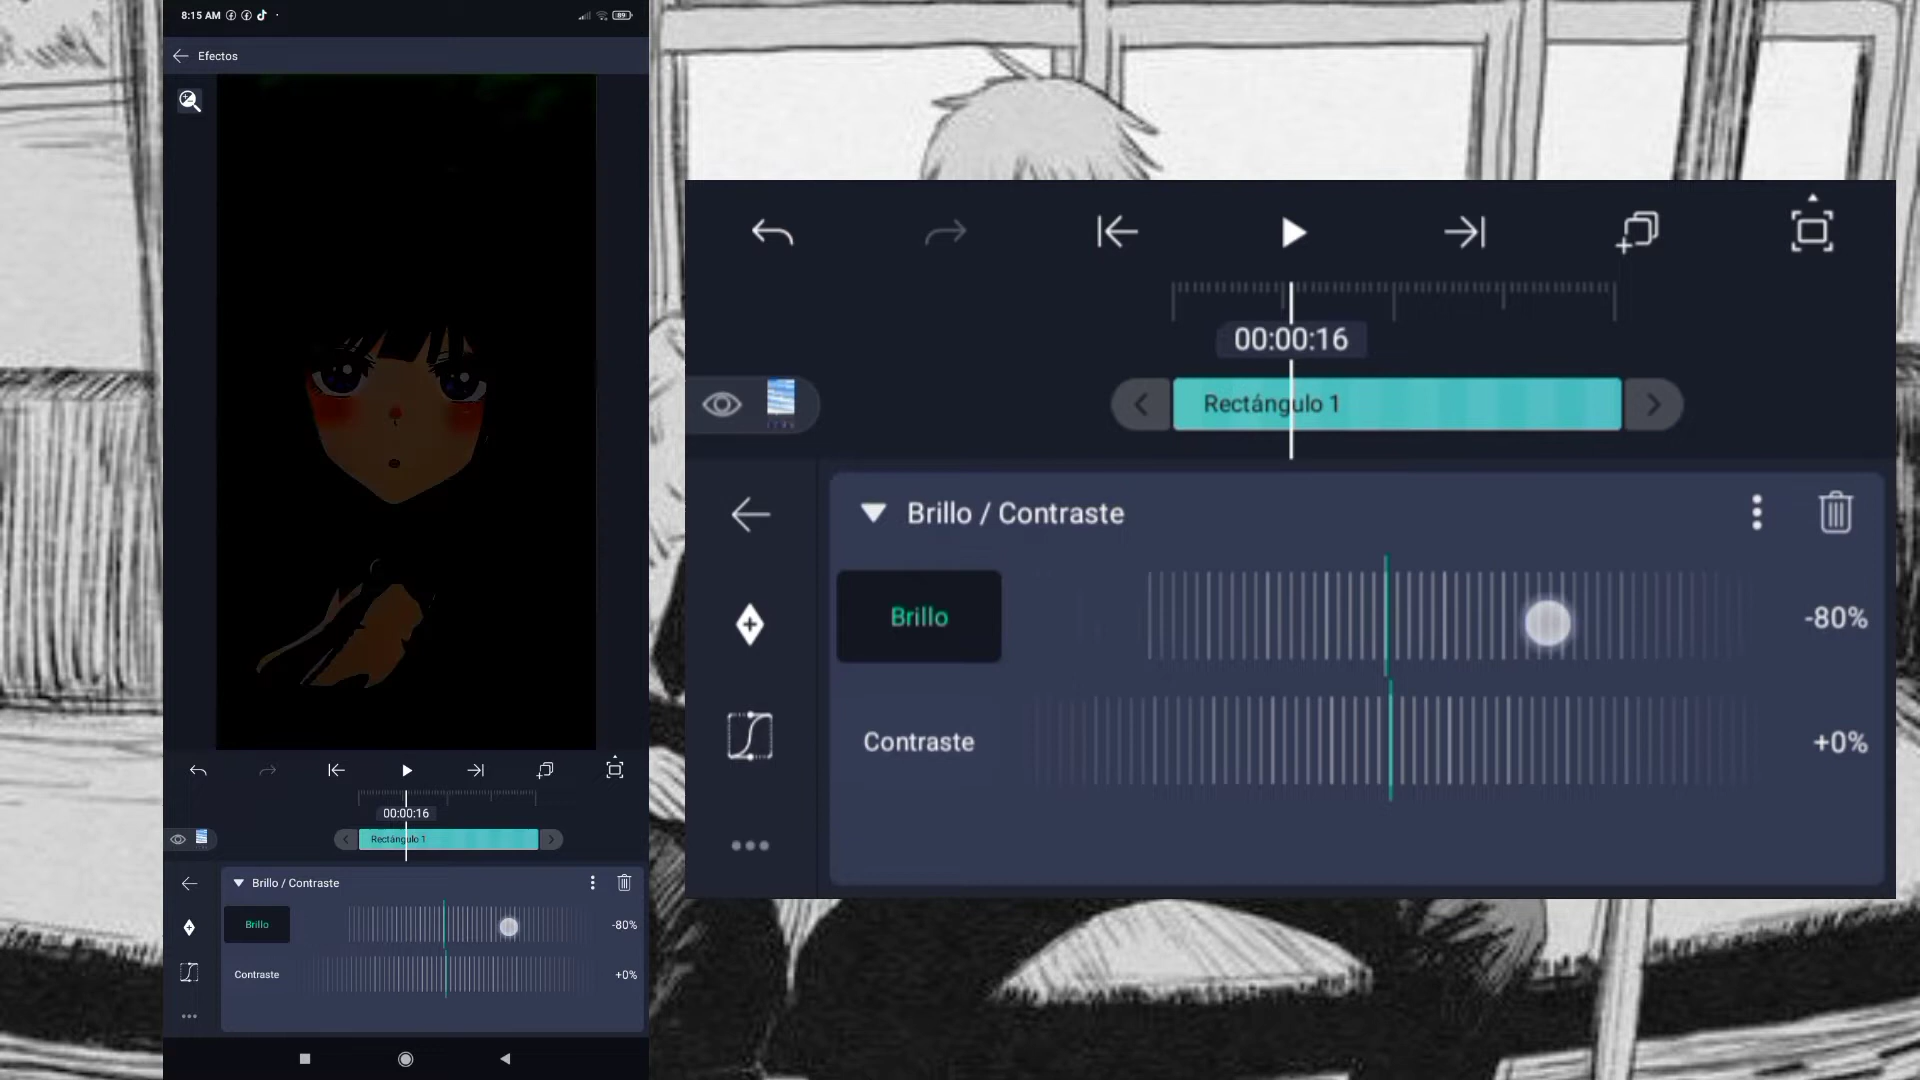 8:15 AM
89
Efectos
00:00:16
Rectángulo 1
Brillo / Contraste
Brillo
-80%
Contraste
+0%
00:00:16
Rectángulo 1
Brillo / Contraste
Brillo
-80%
Contraste
+0%